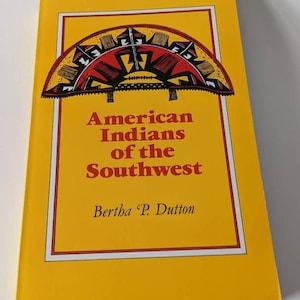 American
Indians
of the
Southwest
Bertha P. Dutton